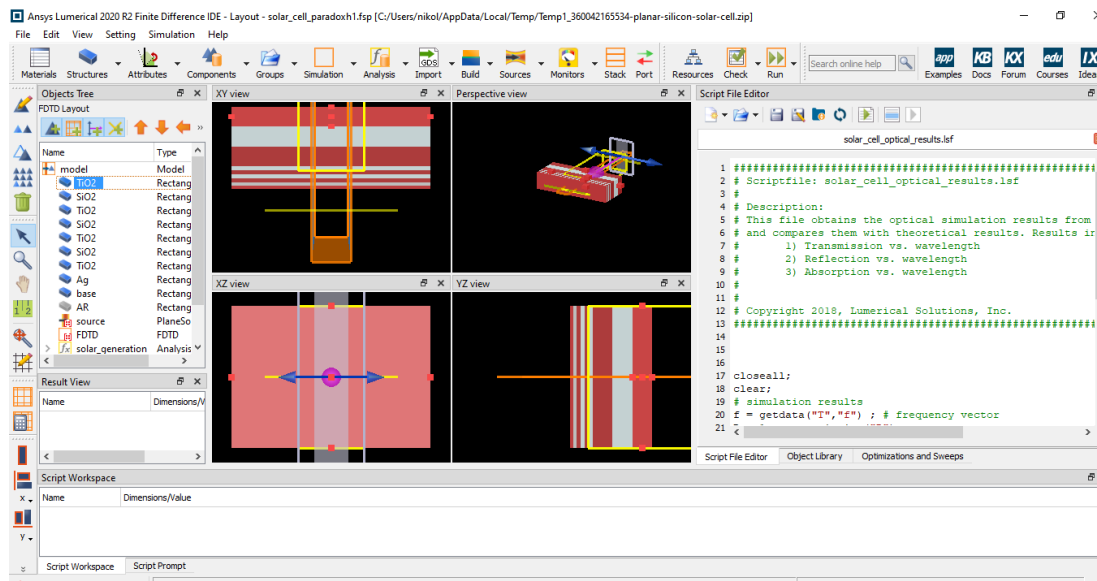 Ansys Lumerical 2020 R2 Finite Difference IDE - Layout - solar_cell_paradoxh1.fsp [C:/Users/nikol/AppData/Local/Temp/Temp1_360042165534-planar-silicon-solar-cell.zip]
File Edit View Setting Simulation Help
GDS
app KB KX edu IX
Search online help
Materials Structures Attributes Components Groups Simulation Analysis Import Build Sources Monitors Stack Port Resources Check Run Examples Docs Forum Courses Ideas
Objects Tree
FDTD Layout
Name Type
model Model
TiO2 Rectang
SiO2 Rectang
TiO2 Rectang
SiO2 Rectang
TiO2 Rectang
SiO2 Rectang
TiO2 Rectang
Ag Rectang
base Rectang
AR Rectang
source PlaneSo
FDTD FDTD
solar_generation Analysis
Result View
Name Dimensions/V
XY view
Perspective view
XZ view
YZ view
Script File Editor
solar_cell_optical_results.lsf
1 ####################################################
2 # Scriptfile: solar_cell_optical_results.lsf
3 #
4 # Description:
5 # This file obtains the optical simulation results from
6 # and compares them with theoretical results. Results in
7 # 1) Transmission vs. wavelength
8 # 2) Reflection vs. wavelength
9 # 3) Absorption vs. wavelength
10 #
11 #
12 # Copyright 2018, Lumerical Solutions, Inc.
13 ####################################################
14
15
16
17 closeall;
18 clear;
19 # simulation results
20 f = getdata("T","f") ; # frequency vector
21
Script File Editor Object Library Optimizations and Sweeps
Script Workspace
Name Dimensions/Value
x
y
Script Workspace Script Prompt